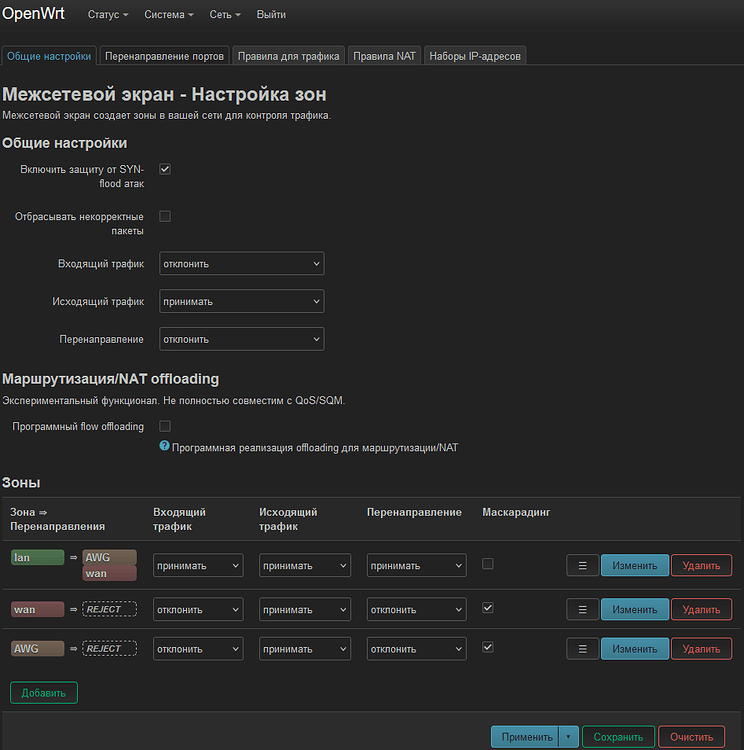 OpenWrt Статус Система Сеть Выйти
Общие настройки Перенаправление портов Правила для трафика Правила NAT Наборы IP-адресов
Межсетевой экран - Настройка зон
Межсетевой экран создает зоны в вашей сети для контроля трафика.
Общие настройки
Включить защиту от SYN-
flood атак
Отбрасывать некорректные
пакеты
Входящий трафик отклонить
Исходящий трафик принимать
Перенаправление отклонить
Маршрутизация/NAT offloading
Экспериментальный функционал. Не полностью совместим с QoS/SQM.
Программный flow offloading
Программная реализация offloading для маршрутизации/NAT
Зоны
Зона ⇒ Входящий Исходящий Перенаправление Маскарадинг
Перенаправления трафик трафик
lan ⇒ AWG
wan принимать принимать принимать Изменить Удалить
wan ⇒ REJECT отклонить принимать отклонить Изменить Удалить
AWG ⇒ REJECT отклонить принимать отклонить Изменить Удалить
Добавить
Применить Сохранить Очистить